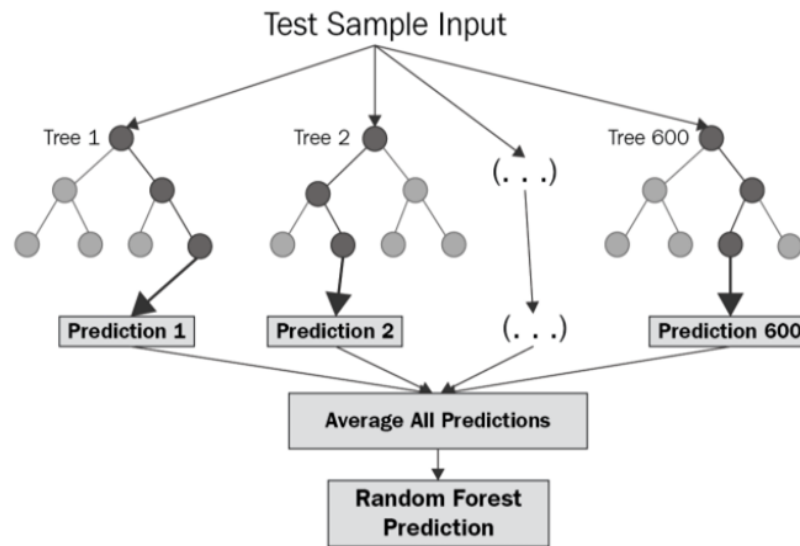 Test Sample Input
Tree 1
Tree 2
(. . .)
Tree 600
Prediction 1
Prediction 2
(. . .)
Prediction 600
Average All Predictions
Random Forest
Prediction